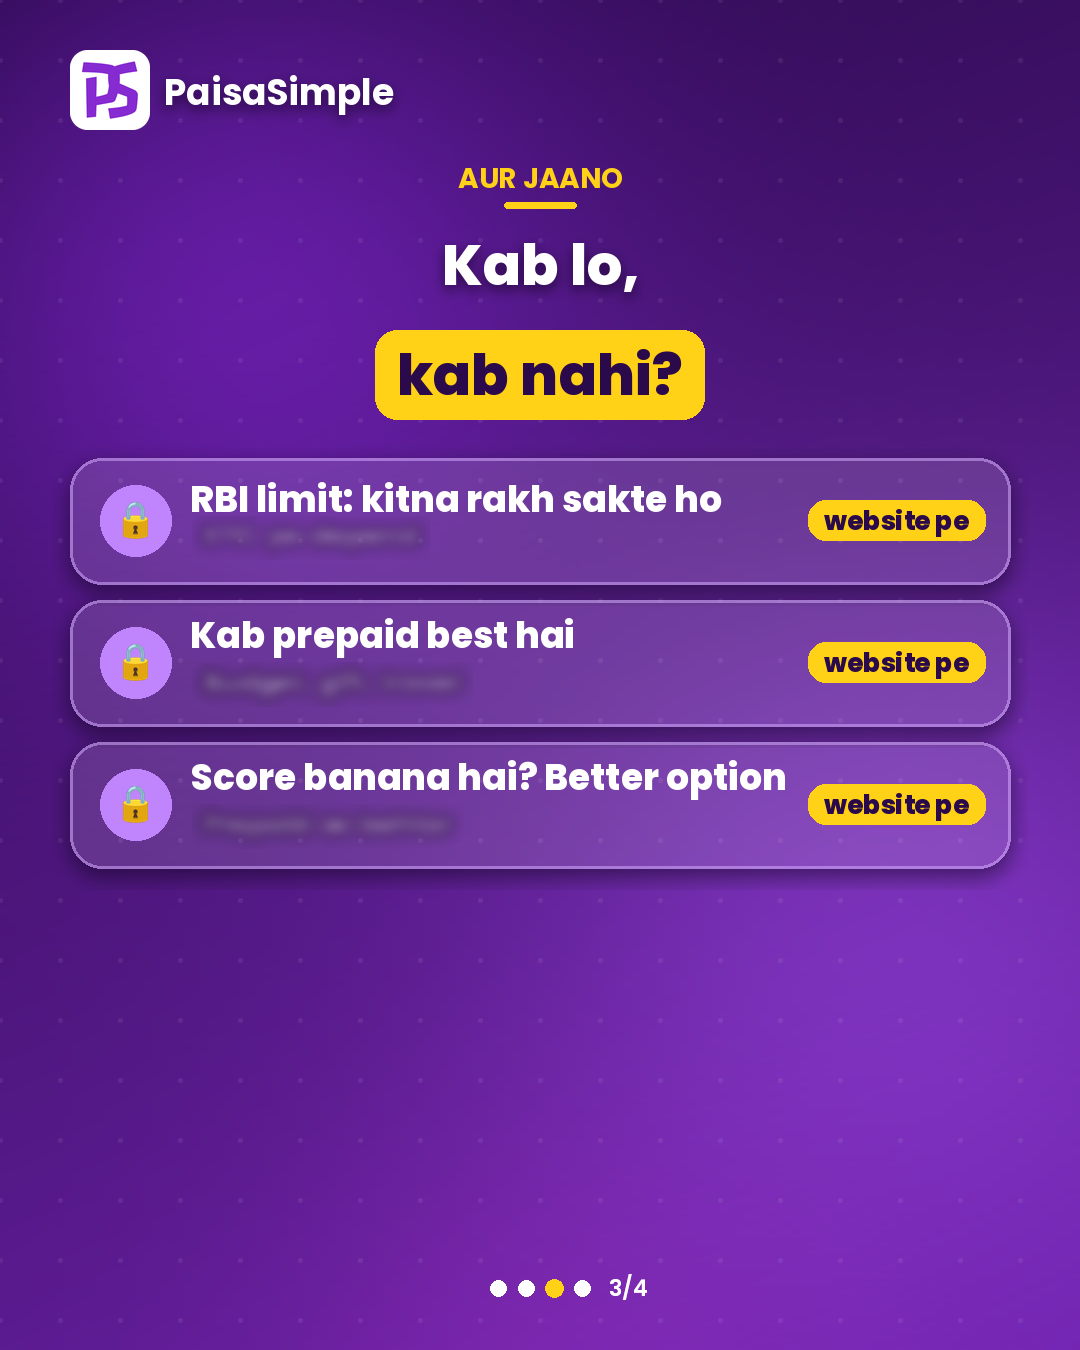 PaisaSimple
AUR JAANO
Kab lo,
kab nahi?
RBI limit: kitna rakh sakte ho
website pe
Kab prepaid best hai
website pe
Score banana hai? Better option
website pe
3/4